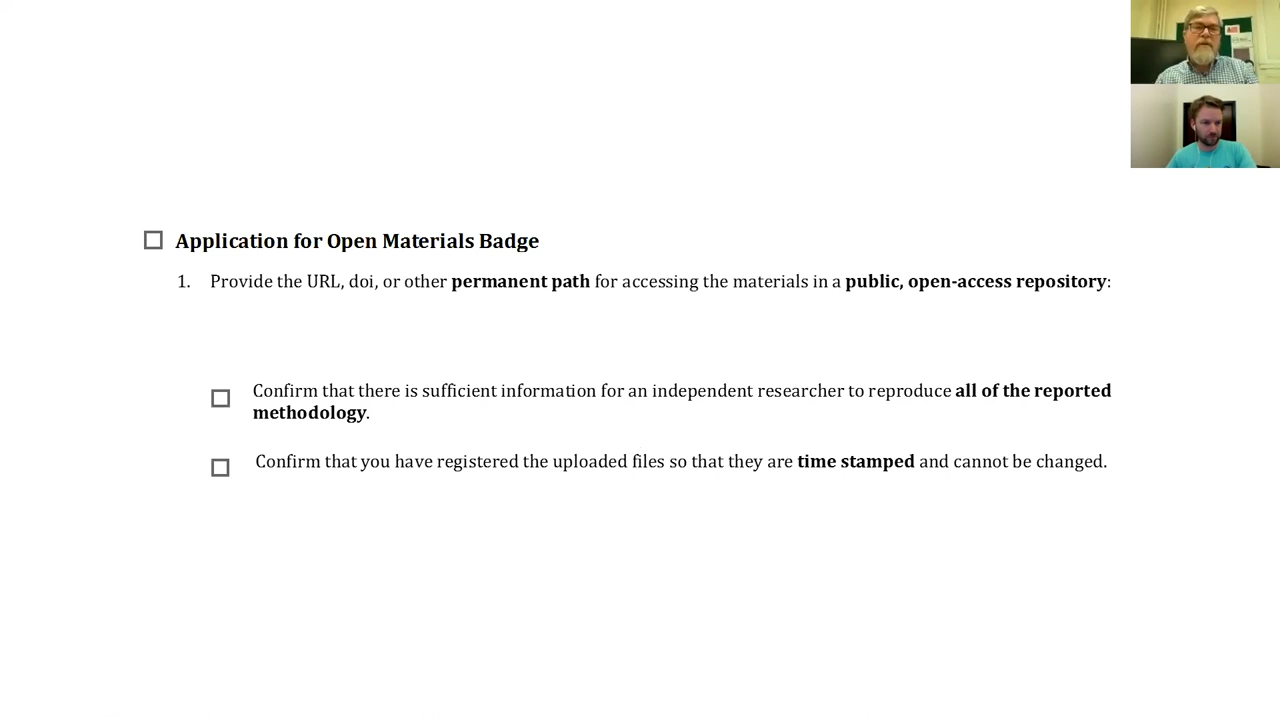 Application for Open Materials Badge
1. Provide the URL, doi, or other permanent path for accessing the materials in a public, open-access repository:
Confirm that there is sufficient information for an independent researcher to reproduce all of the reported
methodology.
Confirm that you have registered the uploaded files so that they are time stamped and cannot be changed.